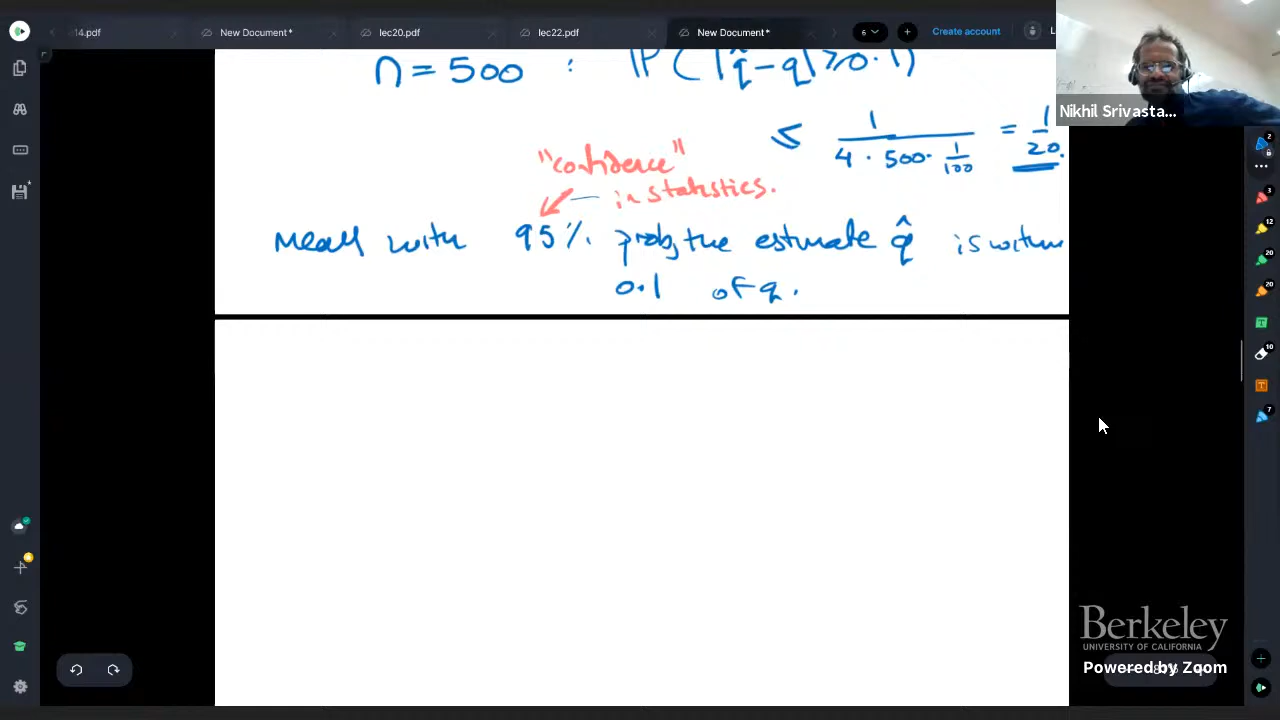 14.pdf
New Document*
lec20.pdf
lec22.pdf
New Document*
6
Create account
L
Nikhil Srivasta...
n = 500 : P(|q̂-q|≥0.1)
≤ 1/(4·500·1/100) = 1/20.
"confidence"
in statistics.
with 95% prob, the estimate q̂ is within
0.1 of q.
Berkeley
UNIVERSITY OF CALIFORNIA
Powered by Zoom